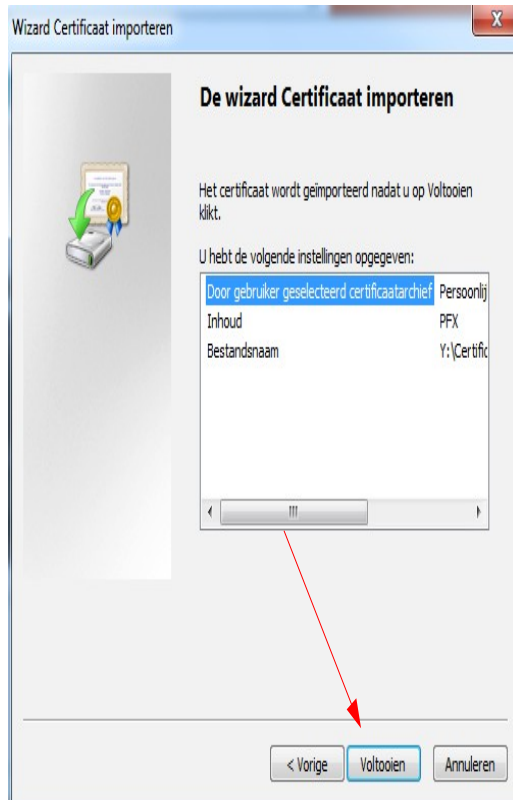 Wizard Certificaat importeren
De wizard Certificaat importeren
Het certificaat wordt geïmporteerd nadat u op Voltooien
klikt.
U hebt de volgende instellingen opgegeven:
Door gebruiker geselecteerd certificaatarchief Persoonlij
Inhoud PFX
Bestandsnaam Y:\Certific
< Vorige Voltooien Annuleren